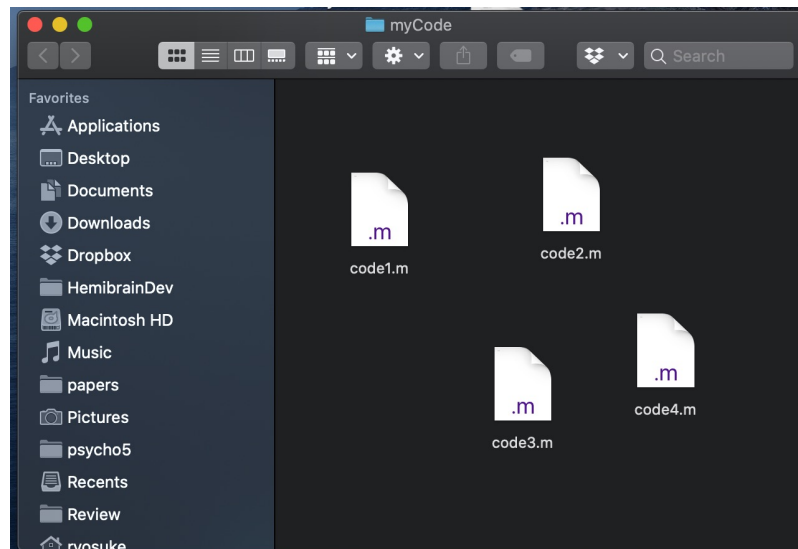 myCode
Search
Favorites
Applications
Desktop
Documents
Downloads
Dropbox
HemibrainDev
Macintosh HD
Music
papers
Pictures
psycho5
Recents
Review
ryosuke
.m
code1.m
.m
code2.m
.m
code3.m
.m
code4.m